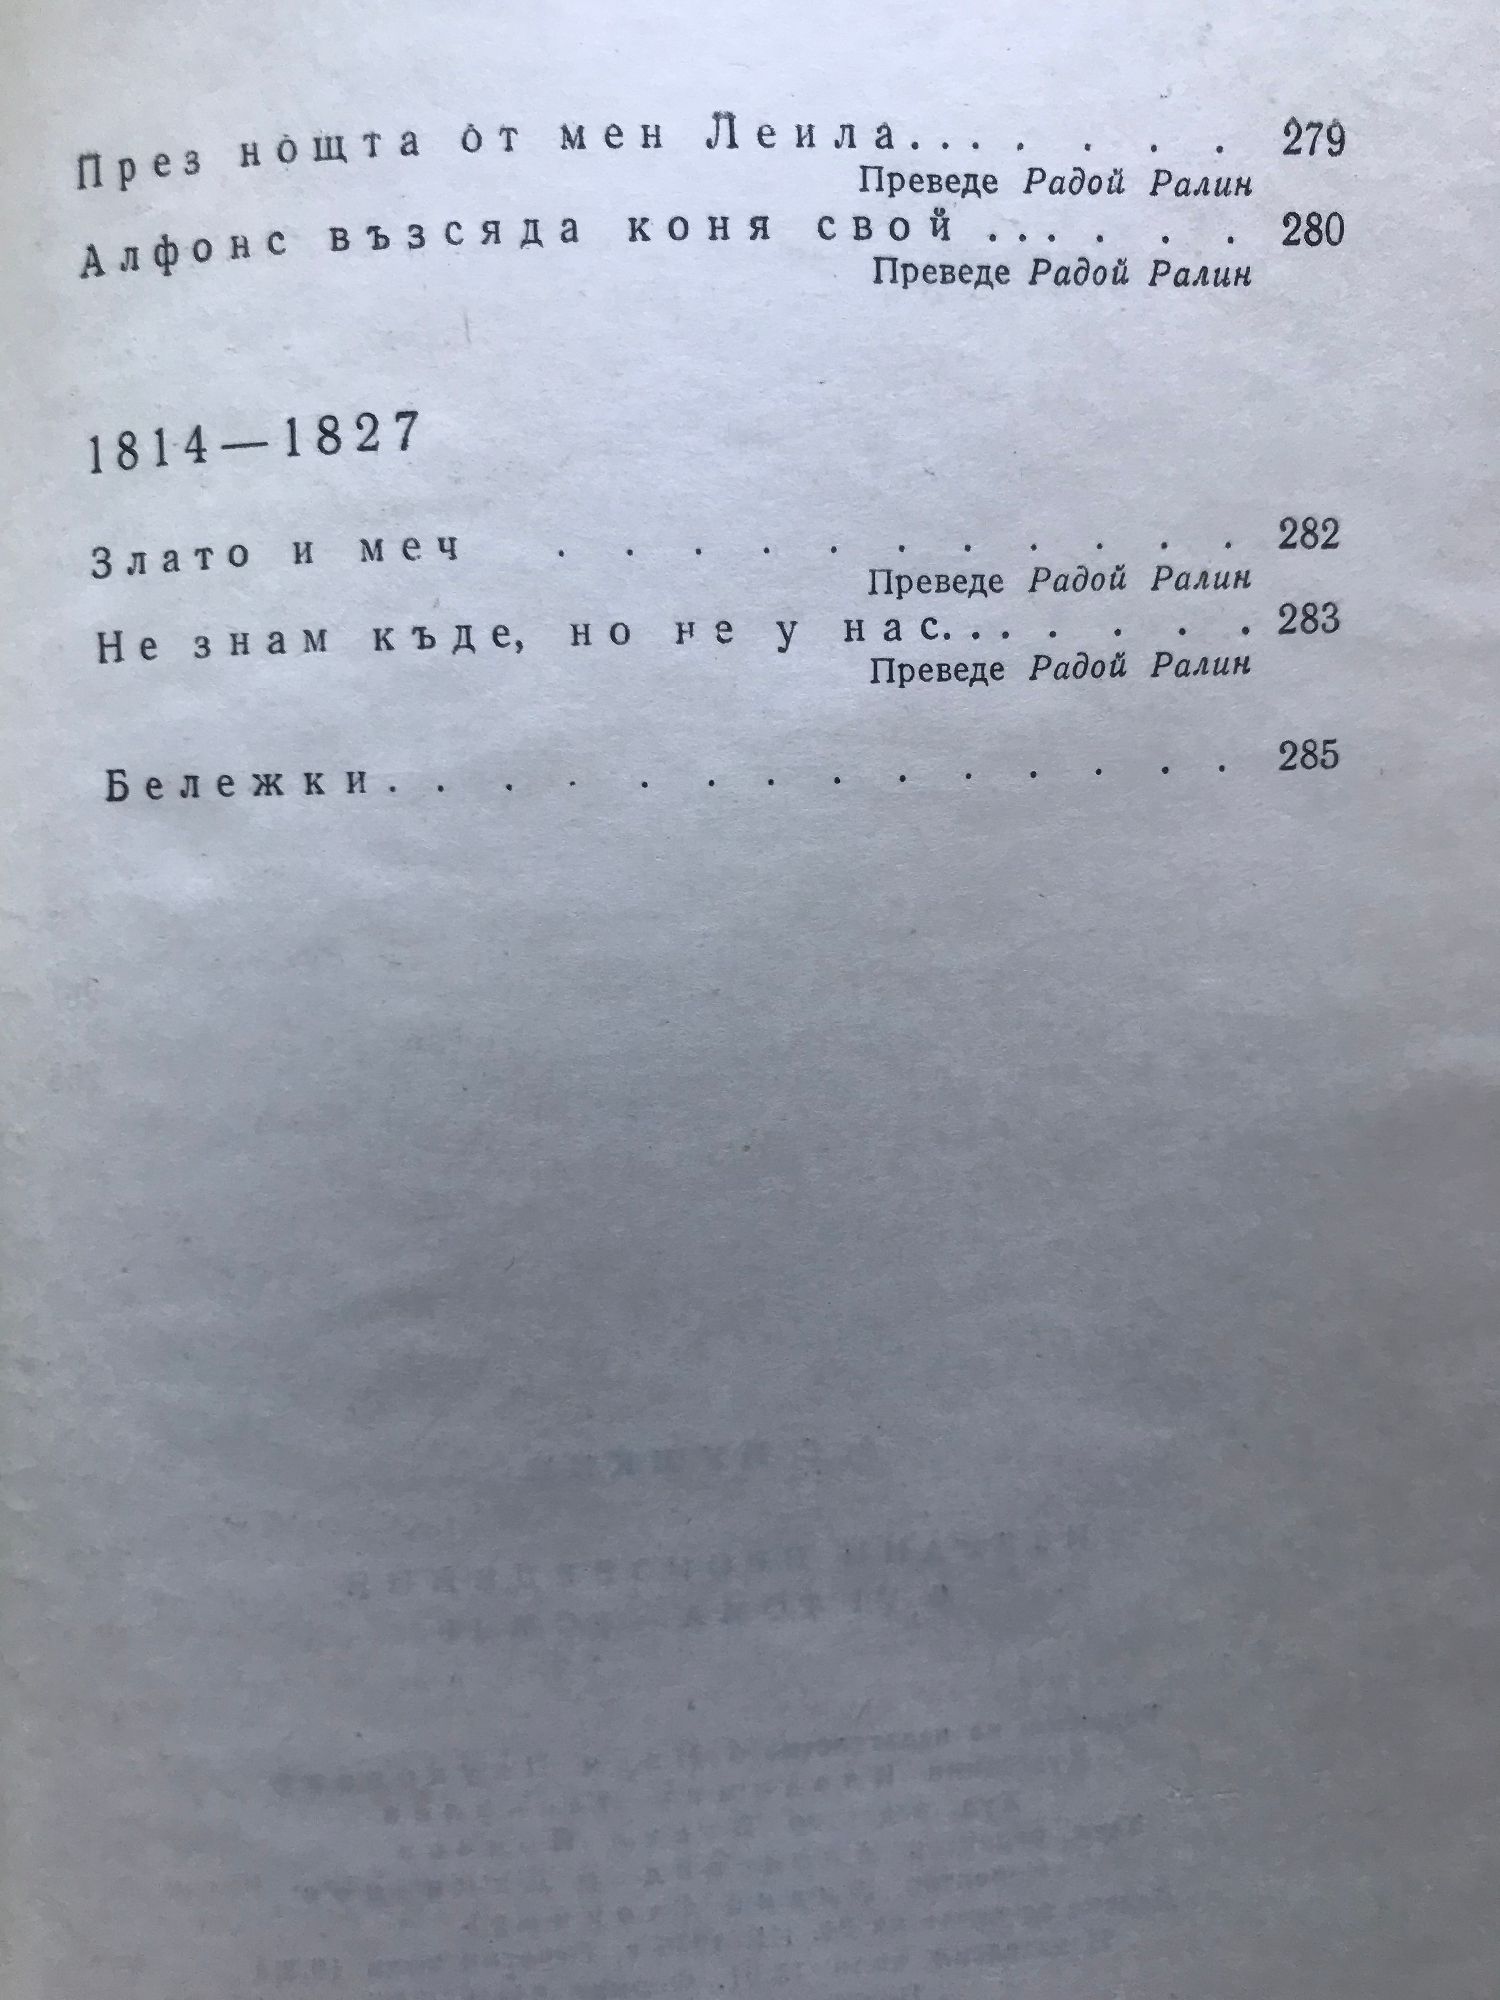 През нощта от мен Леила.......279
Преведе Радой Ралин
Алфонс възсяда коня свой.......280
Преведе Радой Ралин
1814—1827
Злато и меч...........282
Преведе Радой Ралин
Не знам къде, но не у нас.......283
Преведе Радой Ралин
Бележки..............285